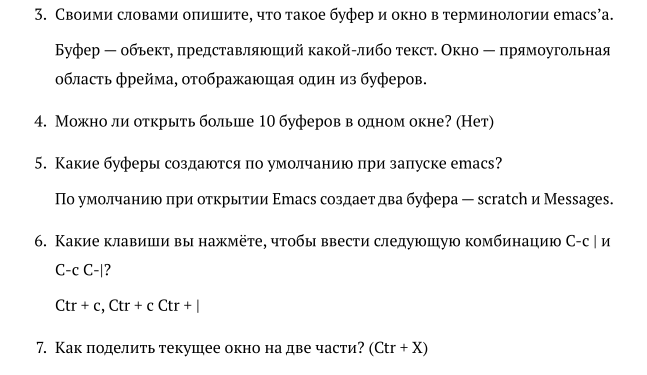 3. Своими словами опишите, что такое буфер и окно в терминологии emacs’a.
Буфер — объект, представляющий какой-либо текст. Окно — прямоугольная
область фрейма, отображающая один из буферов.
4. Можно ли открыть больше 10 буферов в одном окне? (Нет)
5. Какие буферы создаются по умолчанию при запуске emacs?
По умолчанию при открытии Emacs создает два буфера — scratch и Messages.
6. Какие клавиши вы нажмёте, чтобы ввести следующую комбинацию C-c | и
C-c C-|?
Ctr + c, Ctr + c Ctr + |
7. Как поделить текущее окно на две части? (Ctr + X)